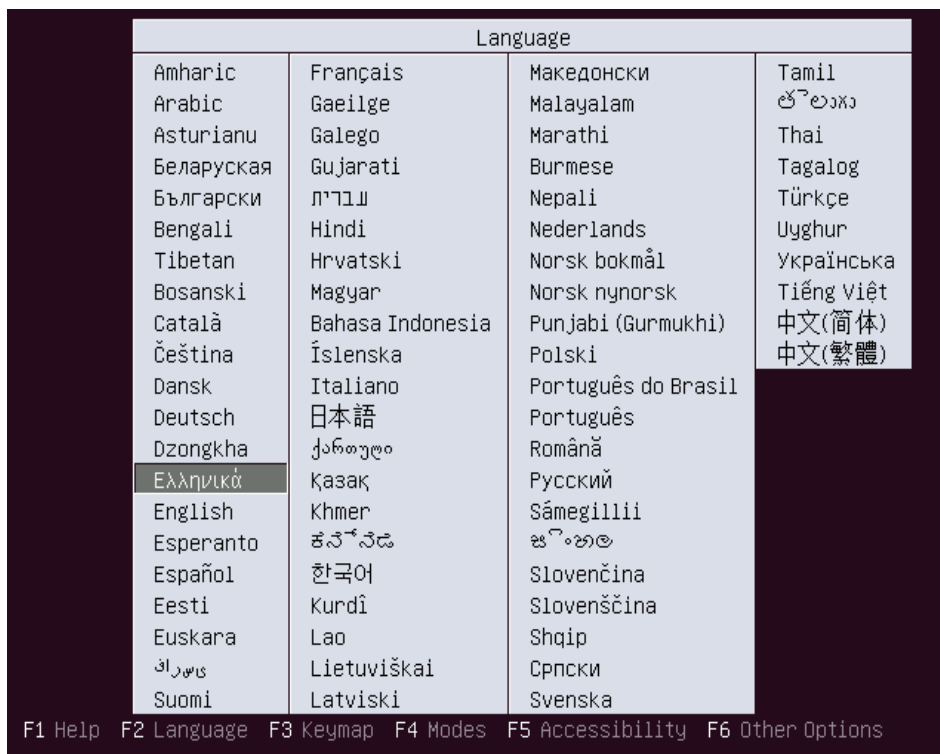 Language
Amharic
Arabic
Asturianu
Беларуская
Български
Bengali
Tibetan
Bosanski
Català
Čeština
Dansk
Deutsch
Dzongkha
Ελληνικά
English
Esperanto
Español
Eesti
Euskara
فارسی
Suomi
Français
Gaeilge
Galego
Gujarati
עברית
Hindi
Hrvatski
Magyar
Bahasa Indonesia
Íslenska
Italiano
日本語
ქართული
Қазақ
Khmer
ಕನ್ನಡ
한국어
Kurdî
Lao
Lietuviškai
Latviski
Македонски
Malayalam
Marathi
Burmese
Nepali
Nederlands
Norsk bokmål
Norsk nynorsk
Punjabi (Gurmukhi)
Polski
Português do Brasil
Português
Română
Русский
Sámegillii
සිංහල
Slovenčina
Slovenščina
Shqip
Српски
Svenska
Tamil
తెలుగు
Thai
Tagalog
Türkçe
Uyghur
Українська
Tiếng Việt
中文(简体)
中文(繁體)
F1 Help F2 Language F3 Keymap F4 Modes F5 Accessibility F6 Other Options